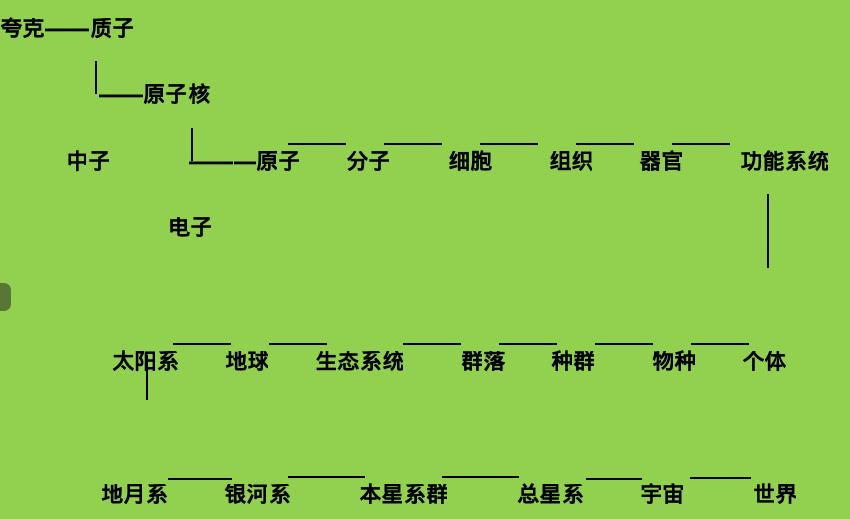 夸克——质子
——原子核
中子 ——原子 分子 细胞 组织 器官 功能系统
电子
太阳系 地球 生态系统 群落 种群 物种 个体
地月系 银河系 本星系群 总星系 宇宙 世界